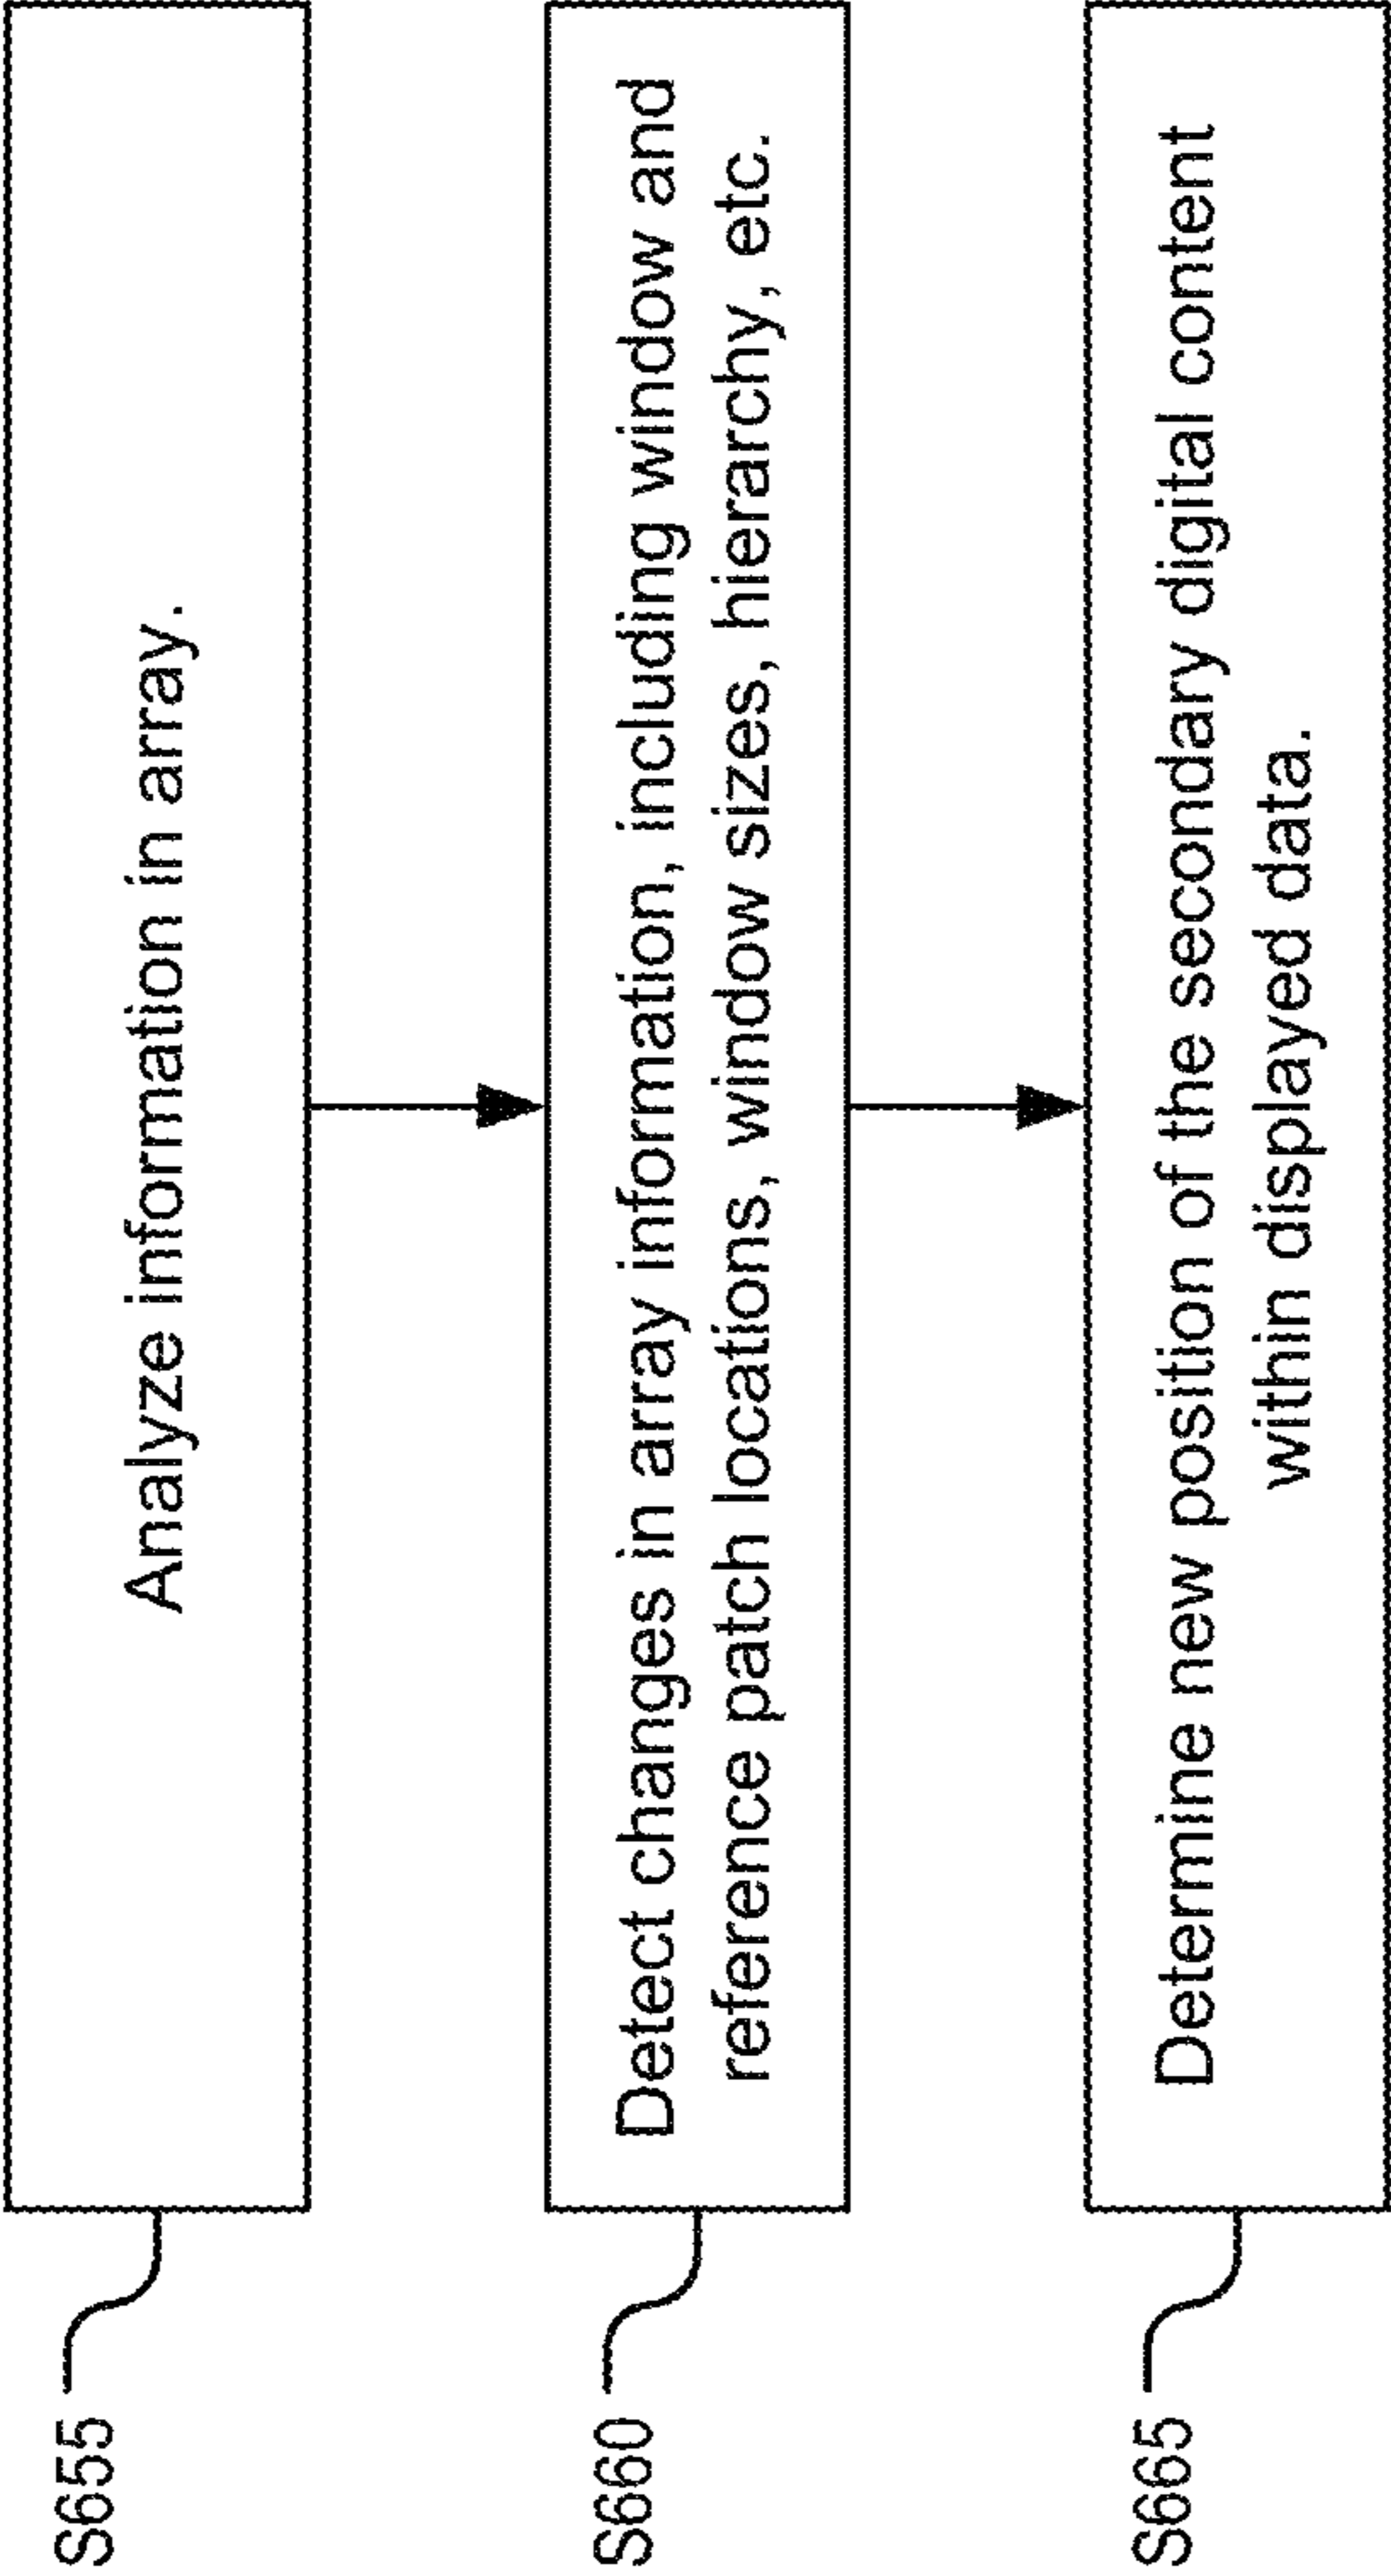 S655
Analyze information in array.
S660
Detect changes in array information, including window and
reference patch locations, window sizes, hierarchy, etc.
S665
Determine new position of the secondary digital content
within displayed data.